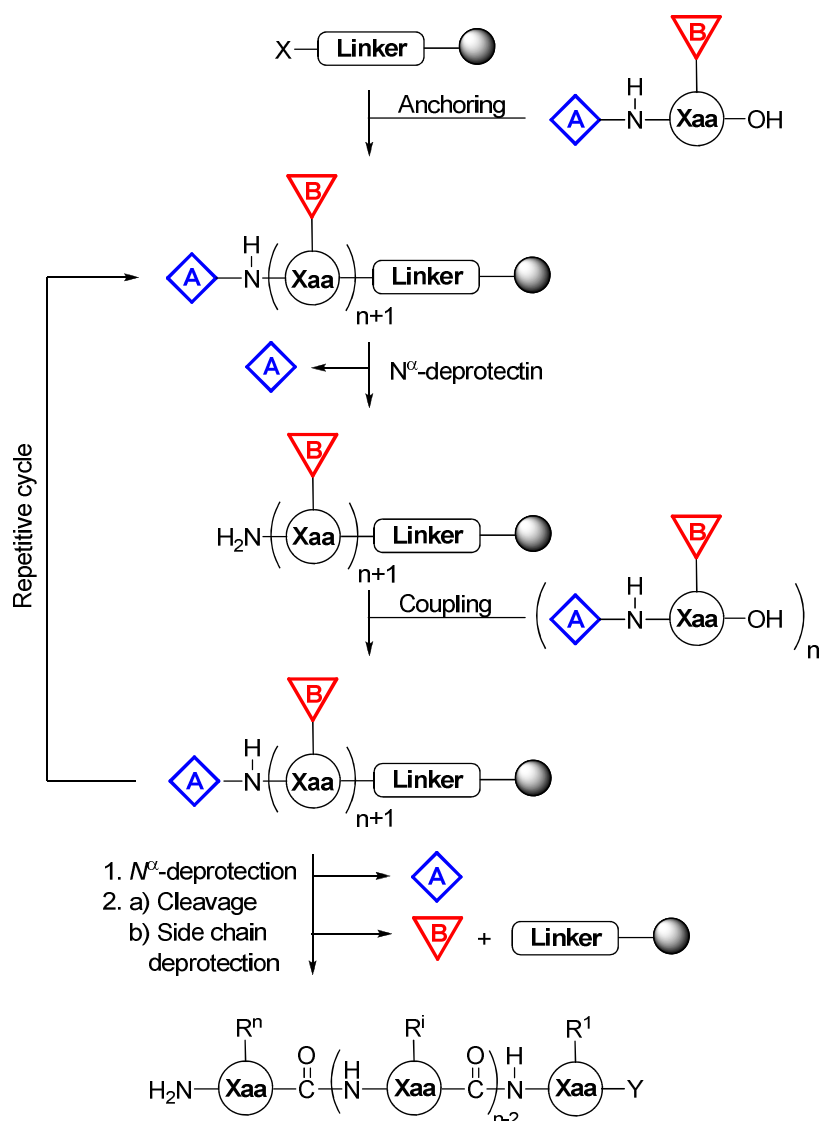 B
X Linker
H
Anchoring
A N Xaa OH
B
H
A N ( Xaa ) Linker
n+1
A Nα-deprotectin
B
H2N ( Xaa ) Linker
n+1
Repetitive cycle
B
H
Coupling ( A N Xaa OH )
n
B
H
A N ( Xaa ) Linker
n+1
1. Nα-deprotection A
2. a) Cleavage
b) Side chain B + Linker
deprotection
Rn Ri R1
O H O H
H2N Xaa C ( N Xaa C ) N Xaa Y
n-2